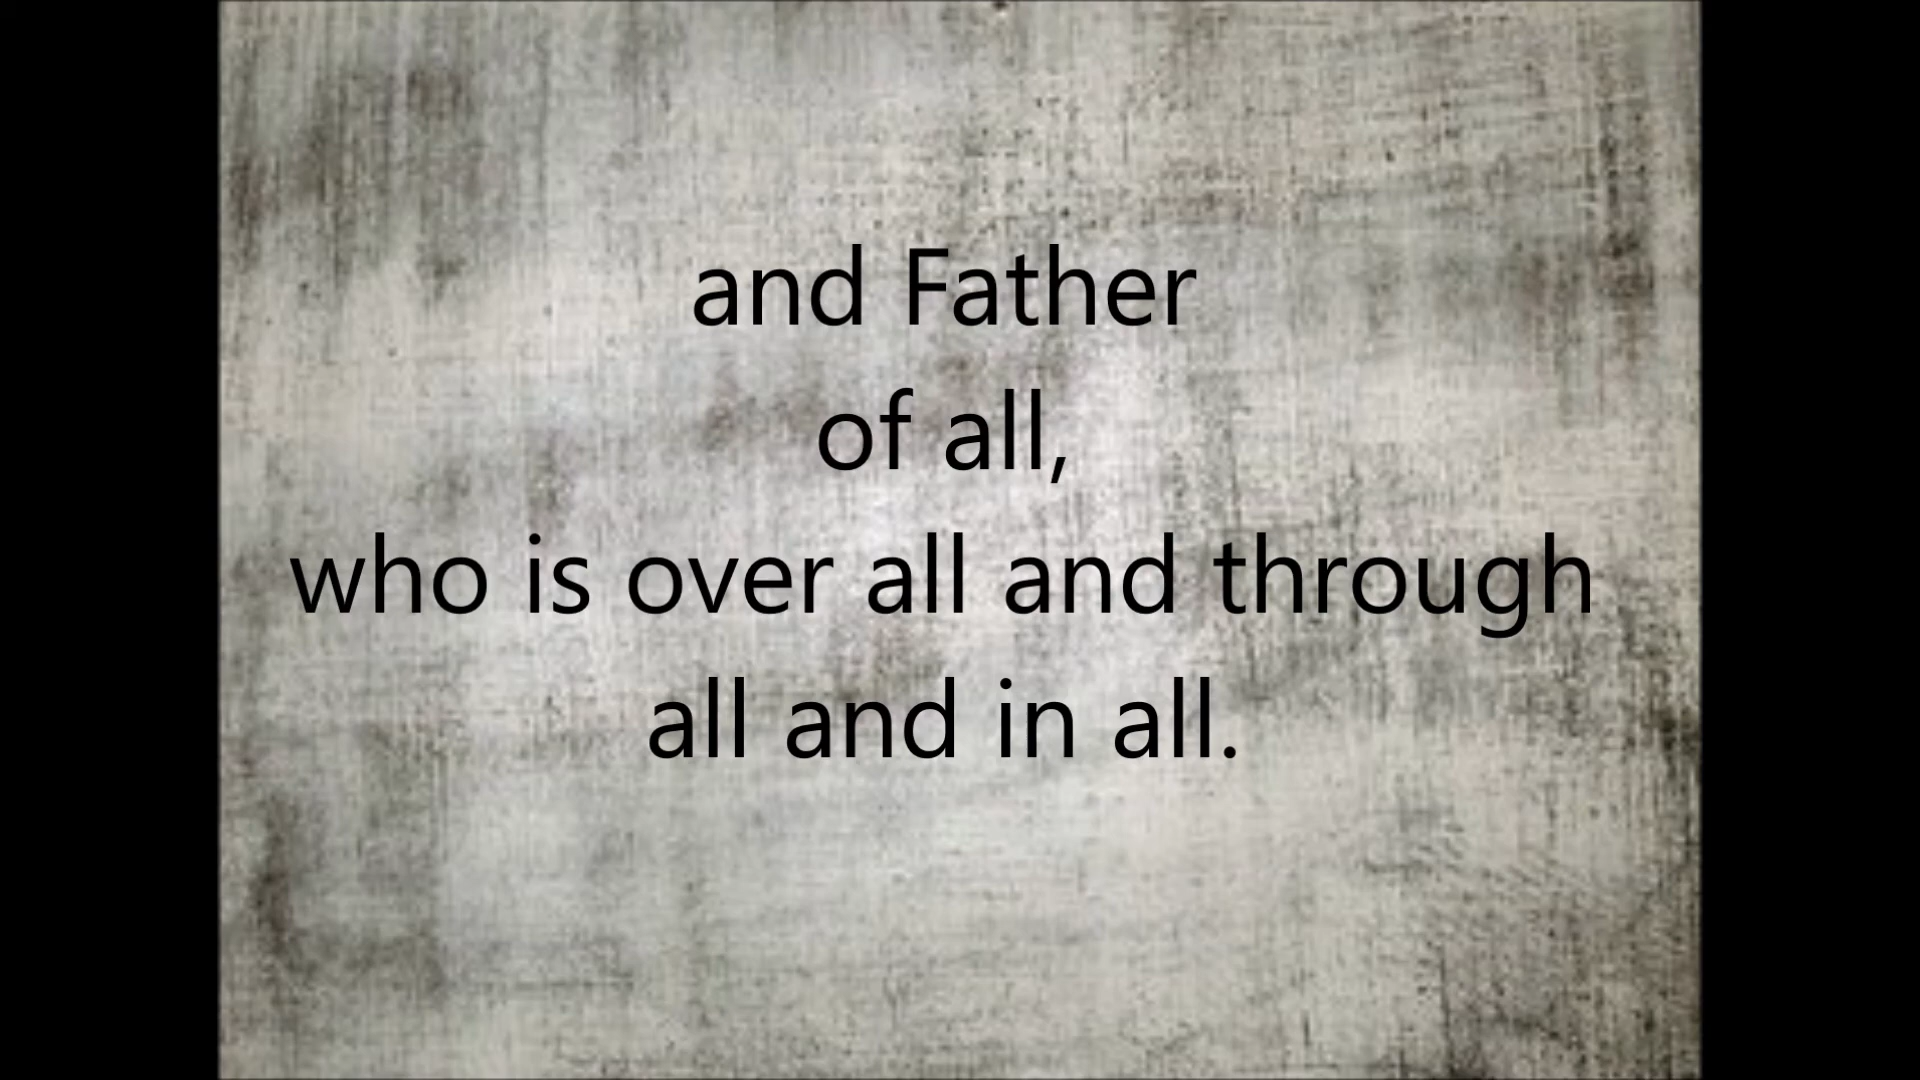 and Father
of all,
who is over all and through
all and in all.